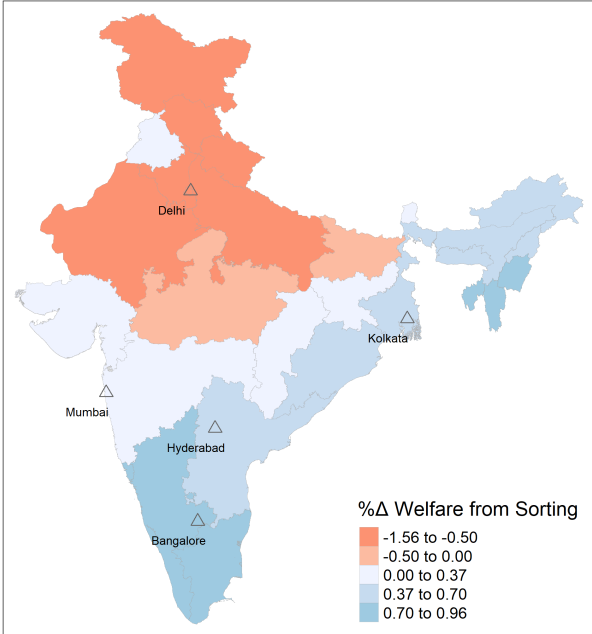 Delhi
Kolkata
Mumbai
Hyderabad
Bangalore
%Δ Welfare from Sorting
-1.56 to -0.50
-0.50 to 0.00
0.00 to 0.37
0.37 to 0.70
0.70 to 0.96